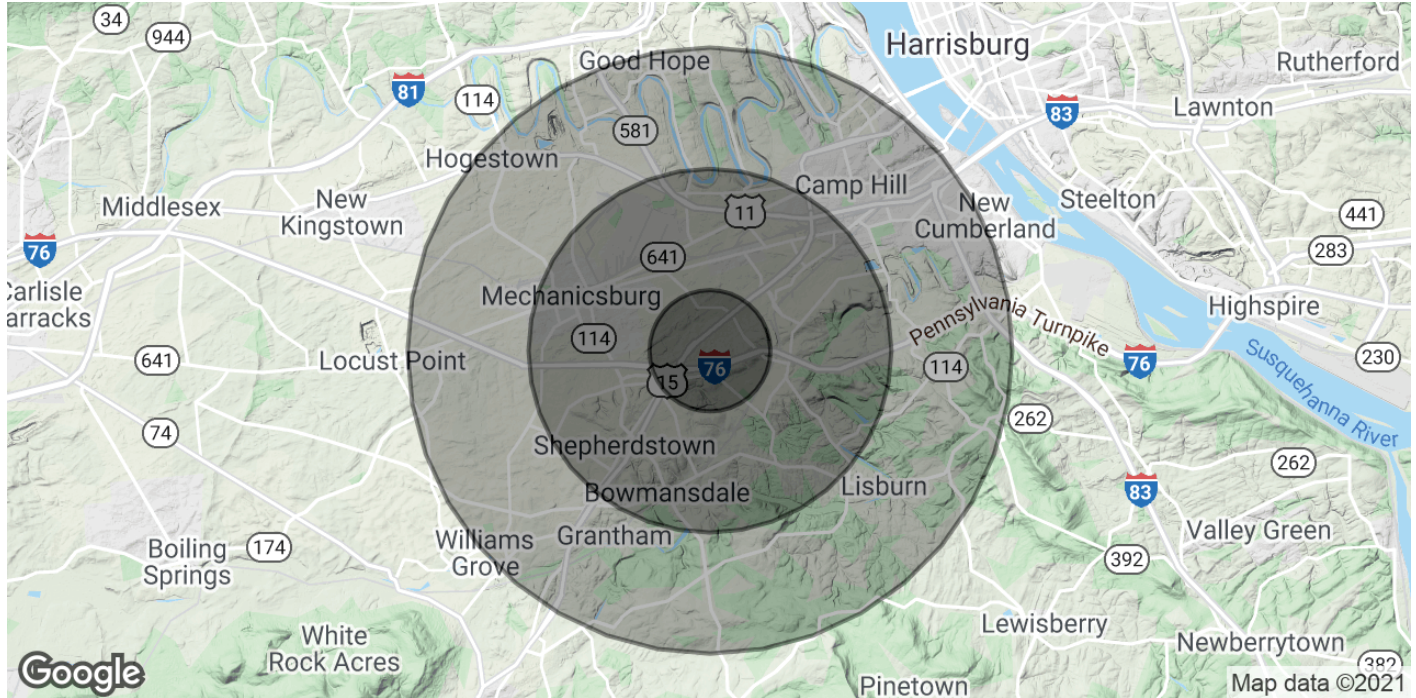 34
944
Good Hope
Harrisburg
Rutherford
81
114
83
Lawnton
581
Hogestown
Camp Hill
Middlesex
New
Kingstown
11
New
Cumberland
Steelton
441
76
641
283
Carlisle
arracks
Mechanicsburg
Highspire
114
Pennsylvania Turnpike
641
Locust Point
76
15
114
76
230
Susquehanna River
74
262
Shepherdstown
262
Bowmansdale
Lisburn
83
Grantham
Valley Green
Boiling
Springs
174
Williams
Grove
392
White
Rock Acres
Lewisberry
Newberrytown
382
Google
Pinetown
Map data ©2021